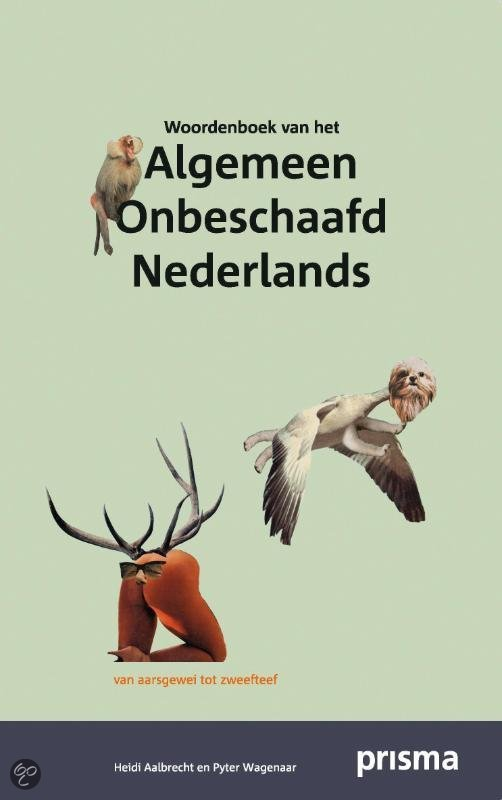 Woordenboek van het
Algemeen
Onbeschaafd
Nederlands
van aarsgewei tot zweefteef
Heidi Aalbrecht en Pyter Wagenaar
prisma